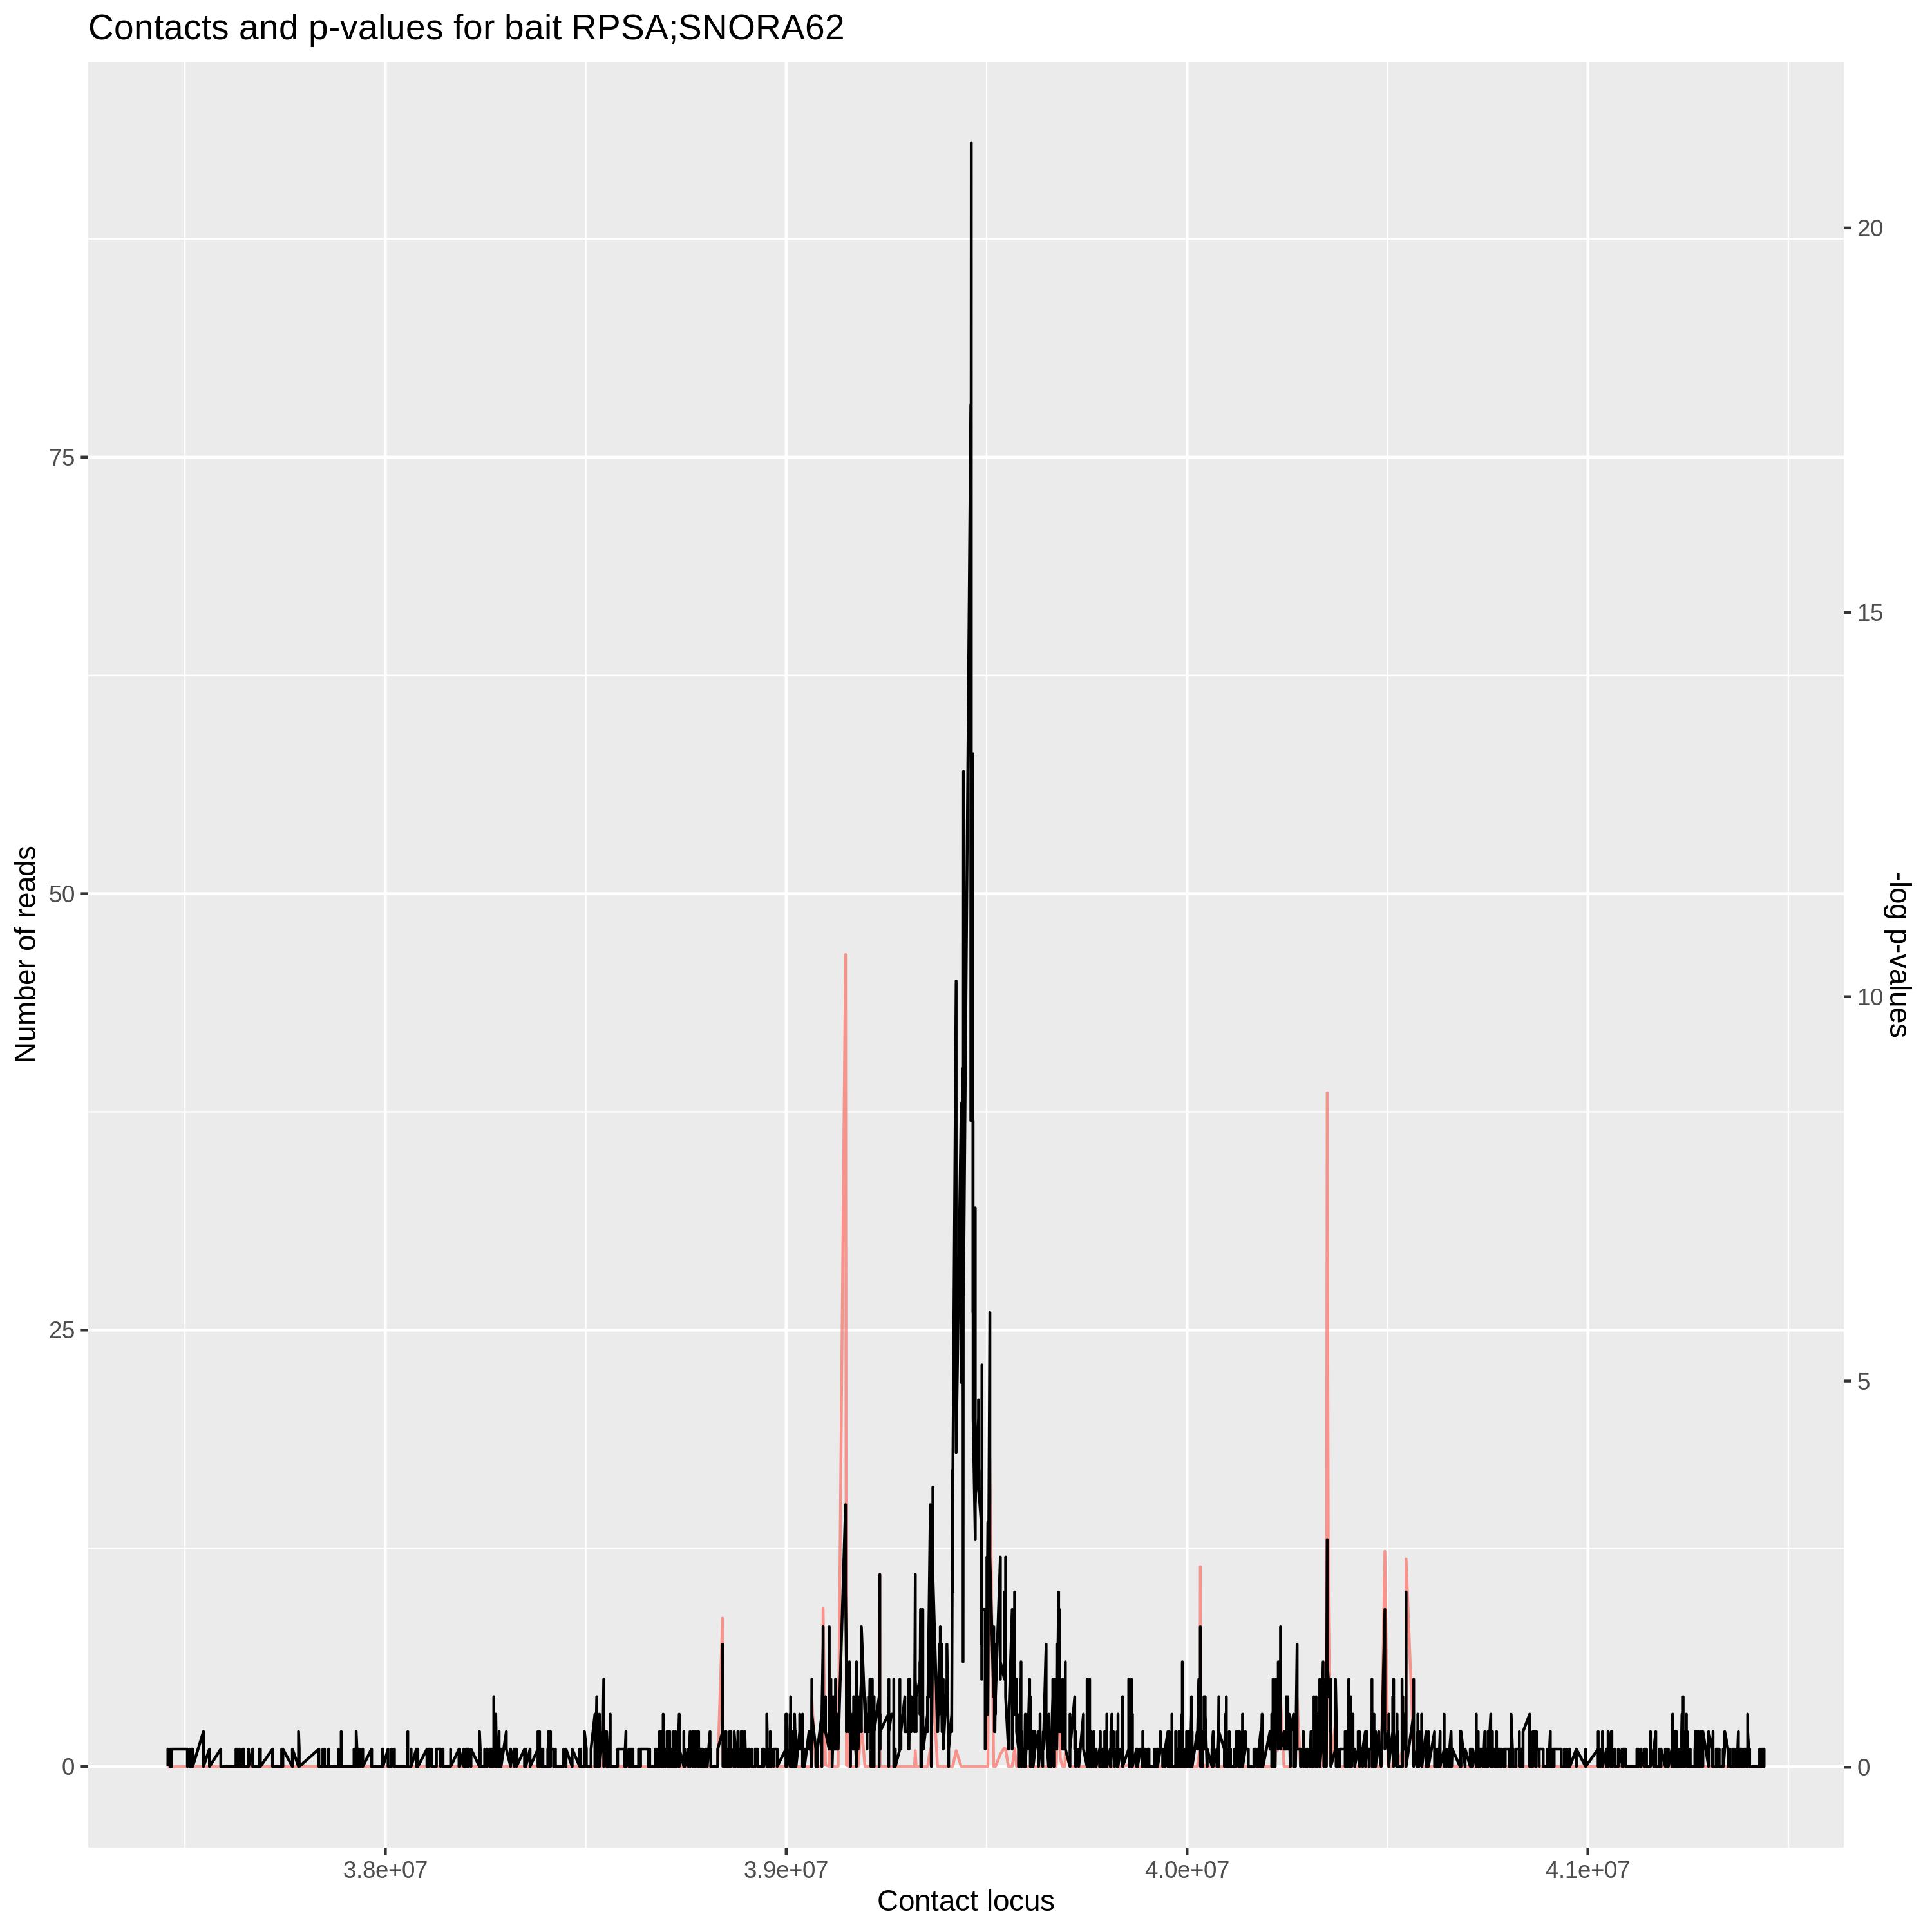 Contacts and p-values for bait RPSA;SNORA62
Number of reads
75
50
25
0
20
15
10
5
0
-log p-values
3.8e+07
3.9e+07
4.0e+07
4.1e+07
Contact locus